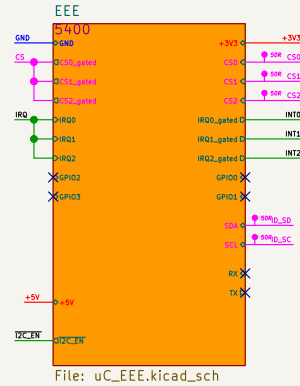 EEE
5400
GND GND +3V3 +3V3
CS CS0_gated CS0 50R CS0
CS1_gated CS1 50R CS1
CS2_gated CS2 50R CS2
IRQ IRQ0 IRQ0_gated INT0
IRQ1 IRQ1_gated INT1
IRQ2 IRQ2_gated INT2
GPIO2 GPIO0
GPIO3 GPIO1
SDA 50R ID_SD
SCL 50R ID_SC
RX
TX
+5V +5V
I2C_EN I2C_EN
File: uC_EEE.kicad_sch